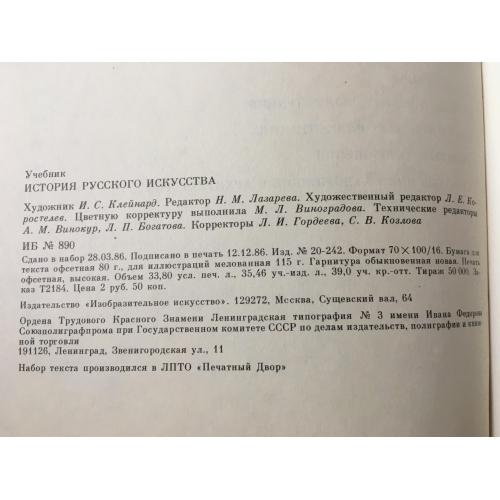 Учебник
ИСТОРИЯ РУССКОГО ИСКУССТВА
Художник И. С. Клейнард. Редактор Н. М. Лазарева. Художественный редактор Л. Е. Ко-
ростелев. Цветную корректуру выполнила М. Л. Виноградова. Технические редакторы
А. М. Винокур, Л. П. Богатова. Корректоры Л. И. Гордеева, С. В. Козлова
ИБ № 890
Сдано в набор 28.03.86. Подписано в печать 12.12.86. Изд. № 20-242. Формат 70 X 100/16. Бумага для
текста офсетная 80 г., для иллюстраций мелованная 115 г. Гарнитура обыкновенная новая. Печать
офсетная, высокая. Объем 33,80 усл. печ. л., 35,46 уч.-изд. л., 39,0 уч. кр.-отт. Тираж 50 000. За-
каз Т2184. Цена 2 руб. 50 коп.
Издательство «Изобразительное искусство». 129272, Москва, Сущевский вал, 64
Ордена Трудового Красного Знамени Ленинградская типография № 3 имени Ивана Федорова
Союзполиграфпрома при Государственном комитете СССР по делам издательств, полиграфии и книж-
ной торговли
191126, Ленинград, Звенигородская ул., 11
Набор текста производился в ЛПТО «Печатный Двор»